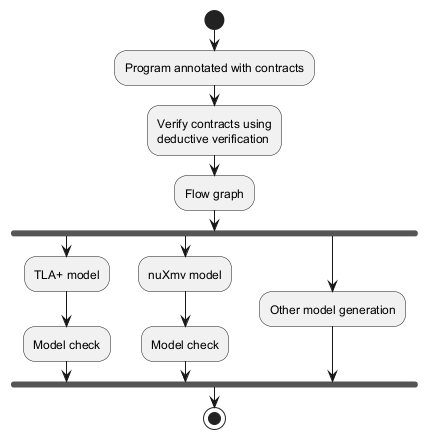 Program annotated with contracts
Verify contracts using
deductive verification
Flow graph
TLA+ model
Model check
nuXmv model
Model check
Other model generation